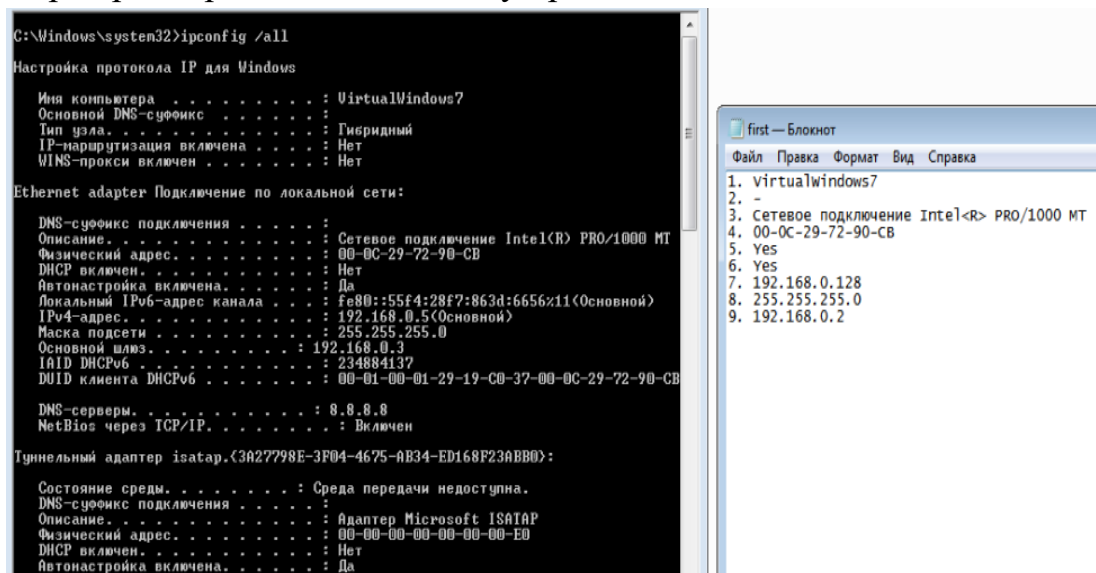 C:\Windows\system32>ipconfig /all
Настройка протокола IP для Windows
Имя компьютера . . . . . . . . . : VirtualWindows7
Основной DNS-суффикс . . . . . . :
Тип узла. . . . . . . . . . . . . : Гибридный
IP-маршрутизация включена . . . . : Нет
WINS-прокси включен . . . . . . . : Нет
Ethernet adapter Подключение по локальной сети:
DNS-суффикс подключения . . . . . :
Описание. . . . . . . . . . . . . : Сетевое подключение Intel(R) PRO/1000 MT
Физический адрес. . . . . . . . . : 00-0C-29-72-90-CB
DHCP включен. . . . . . . . . . . : Нет
Автонастройка включена. . . . . . : Да
Локальный IPv6-адрес канала . . . : fe80::55f4:28f7:863d:6656%11(Основной)
IPv4-адрес. . . . . . . . . . . . : 192.168.0.5(Основной)
Маска подсети . . . . . . . . . . : 255.255.255.0
Основной шлюз. . . . . . . . . : 192.168.0.3
IAID DHCPv6 . . . . . . . . . . . : 234884137
DUID клиента DHCPv6 . . . . . . . : 00-01-00-01-29-19-C0-37-00-0C-29-72-90-CB
DNS-серверы. . . . . . . . . . . : 8.8.8.8
NetBios через TCP/IP. . . . . . . . : Включен
Туннельный адаптер isatap.{3A27798E-3F04-4675-AB34-ED168F23ABB0}:
Состояние среды. . . . . . . . : Среда передачи недоступна.
DNS-суффикс подключения . . . . . :
Описание. . . . . . . . . . . . . : Адаптер Microsoft ISATAP
Физический адрес. . . . . . . . . : 00-00-00-00-00-00-00-E0
DHCP включен. . . . . . . . . . . : Нет
Автонастройка включена. . . . . . : Да
first — Блокнот
Файл Правка Формат Вид Справка
1. VirtualWindows7
2. -
3. Сетевое подключение Intel<R> PRO/1000 MT
4. 00-0C-29-72-90-CB
5. Yes
6. Yes
7. 192.168.0.128
8. 255.255.255.0
9. 192.168.0.2